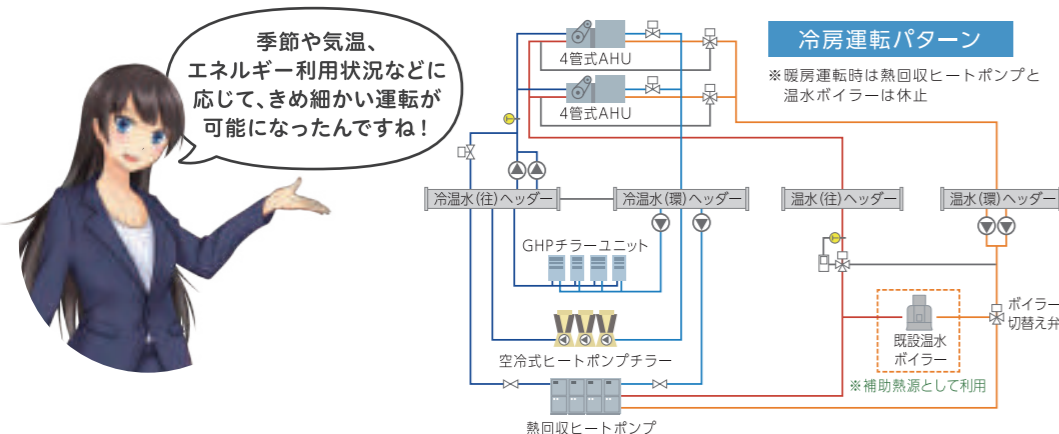 季節や気温、
エネルギー利用状況などに
応じて、きめ細かい運転が
可能になったんですね！
冷房運転パターン
※暖房運転時は熱回収ヒートポンプと
温水ボイラーは休止
4管式AHU
4管式AHU
冷温水(往)ヘッダー
冷温水(環)ヘッダー
温水(往)ヘッダー
温水(環)ヘッダー
GHPチラーユニット
空冷式ヒートポンプチラー
熱回収ヒートポンプ
既設温水
ボイラー
※補助熱源として利用
ボイラー
切替え弁